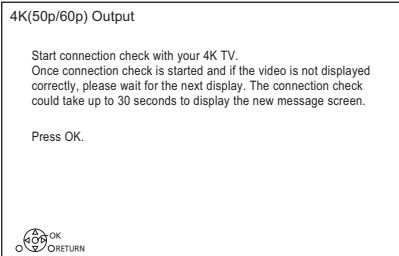 4K(50p/60p) Output
Start connection check with your 4K TV.
Once connection check is started and if the video is not displayed
correctly, please wait for the next display. The connection check
could take up to 30 seconds to display the new message screen.
Press OK.
OK
RETURN